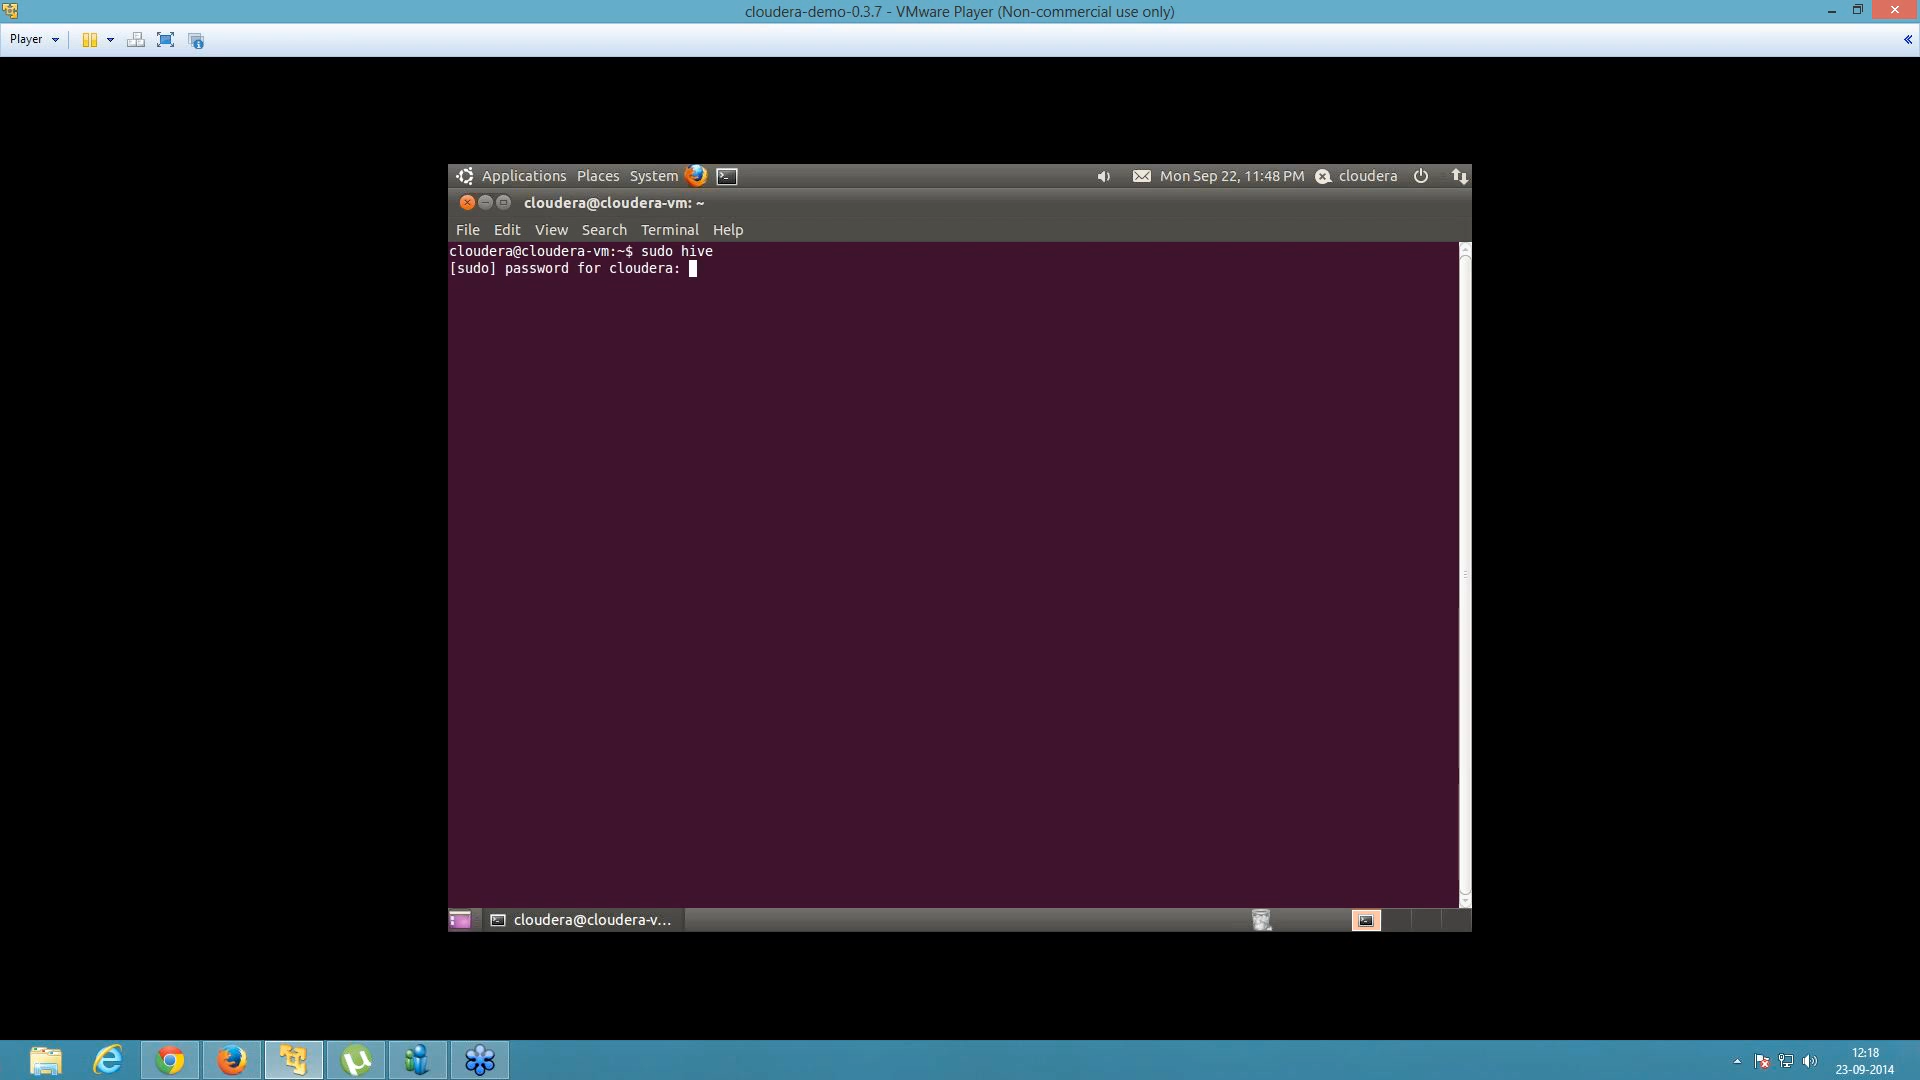 cloudera-demo-0.3.7 - VMware Player (Non-commercial use only)
Player
Applications Places System
Mon Sep 22, 11:48 PM cloudera
cloudera@cloudera-vm: ~
File Edit View Search Terminal Help
cloudera@cloudera-vm:~$ sudo hive
[sudo] password for cloudera:
cloudera@cloudera-v...
12:18
23-09-2014